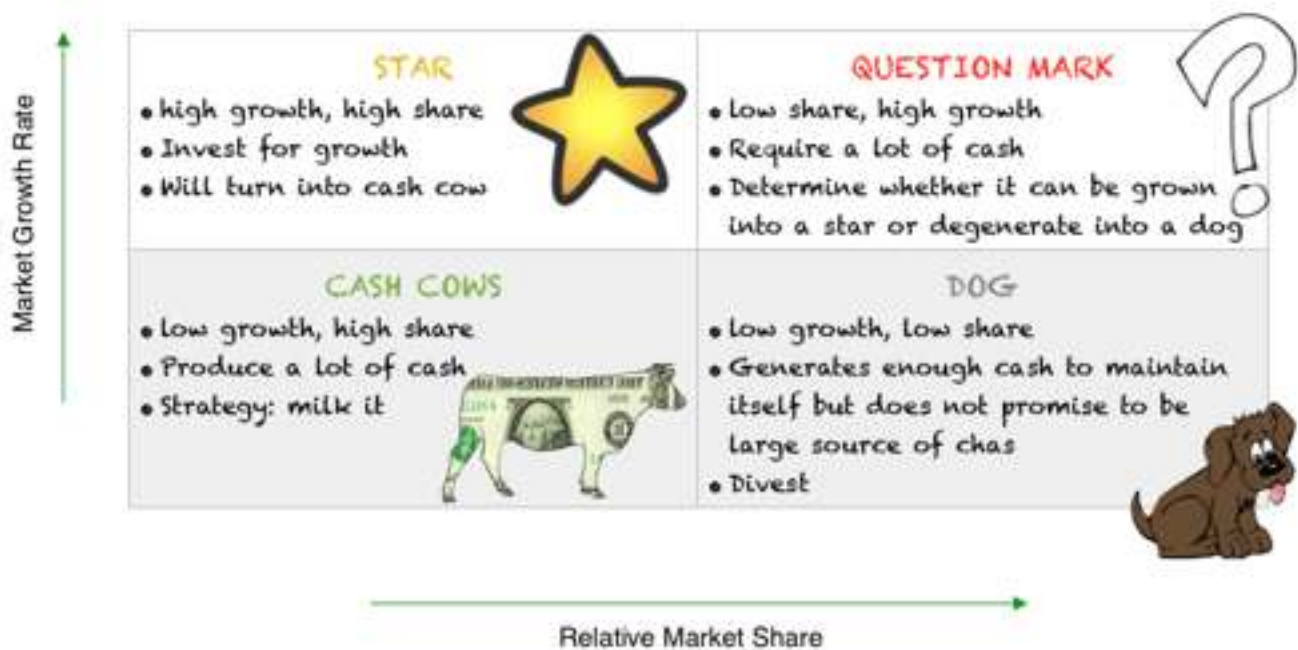 Market Growth Rate
STAR
• high growth, high share
• Invest for growth
• Will turn into cash cow
QUESTION MARK
• low share, high growth
• Require a lot of cash
• Determine whether it can be grown
into a star or degenerate into a dog
CASH COWS
• low growth, high share
• Produce a lot of cash
• Strategy: milk it
DOG
• low growth, low share
• Generates enough cash to maintain
itself but does not promise to be
large source of chas
• Divest
Relative Market Share